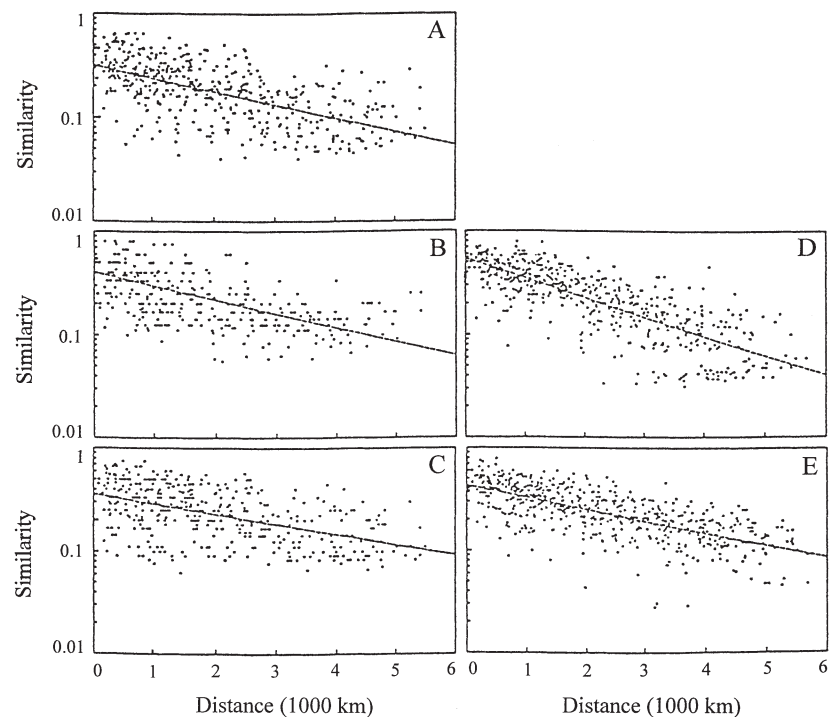 A
1
0.1
0.01
Similarity
B
1
0.1
0.01
Similarity
D
C
1
0.1
0.01
Similarity
0 1 2 3 4 5 6
Distance (1000 km)
E
0 1 2 3 4 5 6
Distance (1000 km)